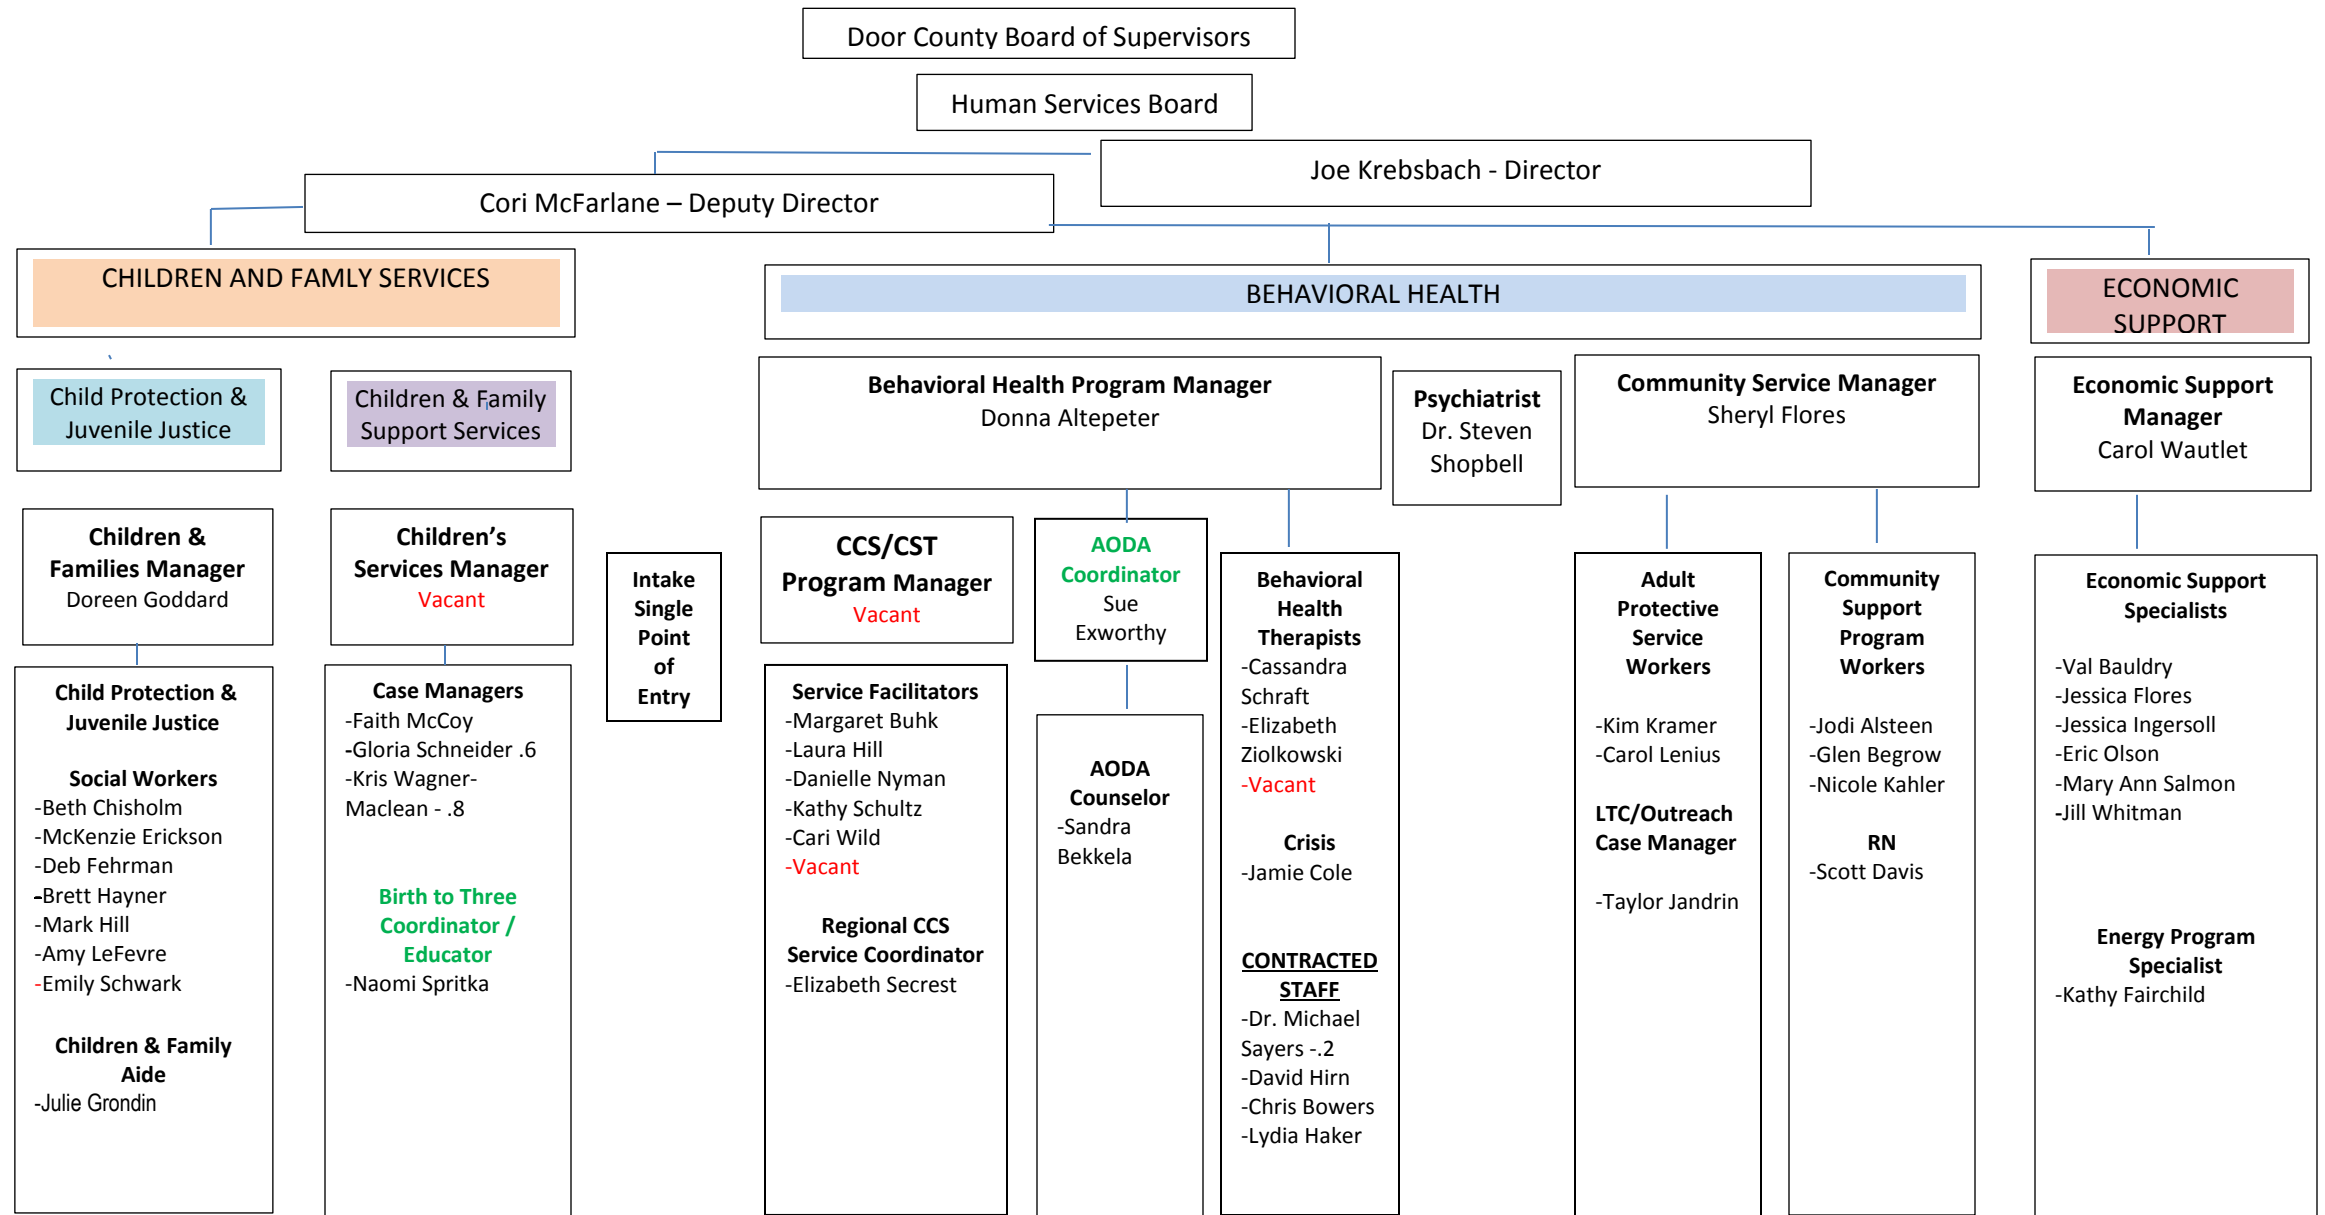 Door County Board of Supervisors
Human Services Board
Joe Krebsbach - Director
Cori McFarlane – Deputy Director
CHILDREN AND FAMLY SERVICES
Child Protection &
Juvenile Justice
Children & Family
Support Services
Children &
Families Manager
Doreen Goddard
Children’s
Services Manager
Vacant
Child Protection &
Juvenile Justice
Social Workers
-Beth Chisholm
-McKenzie Erickson
-Deb Fehrman
-Brett Hayner
-Mark Hill
-Amy LeFevre
-Emily Schwark
Children & Family
Aide
-Julie Grondin
Case Managers
-Faith McCoy
-Gloria Schneider .6
-Kris Wagner-
Maclean - .8
Birth to Three
Coordinator /
Educator
-Naomi Spritka
Intake
Single
Point
of
Entry
BEHAVIORAL HEALTH
Behavioral Health Program Manager
Donna Altepeter
Psychiatrist
Dr. Steven
Shopbell
Community Service Manager
Sheryl Flores
CCS/CST
Program Manager
Vacant
Service Facilitators
-Margaret Buhk
-Laura Hill
-Danielle Nyman
-Kathy Schultz
-Cari Wild
-Vacant
Regional CCS
Service Coordinator
-Elizabeth Secrest
AODA
Coordinator
Sue
Exworthy
AODA
Counselor
-Sandra
Bekkela
Behavioral
Health
Therapists
-Cassandra
Schraft
-Elizabeth
Ziolkowski
-Vacant
Crisis
-Jamie Cole
CONTRACTED
STAFF
-Dr. Michael
Sayers -.2
-David Hirn
-Chris Bowers
-Lydia Haker
Adult
Protective
Service
Workers
-Kim Kramer
-Carol Lenius
LTC/Outreach
Case Manager
-Taylor Jandrin
Community
Support
Program
Workers
-Jodi Alsteen
-Glen Begrow
-Nicole Kahler
RN
-Scott Davis
ECONOMIC
SUPPORT
Economic Support
Manager
Carol Wautlet
Economic Support
Specialists
-Val Bauldry
-Jessica Flores
-Jessica Ingersoll
-Eric Olson
-Mary Ann Salmon
-Jill Whitman
Energy Program
Specialist
-Kathy Fairchild